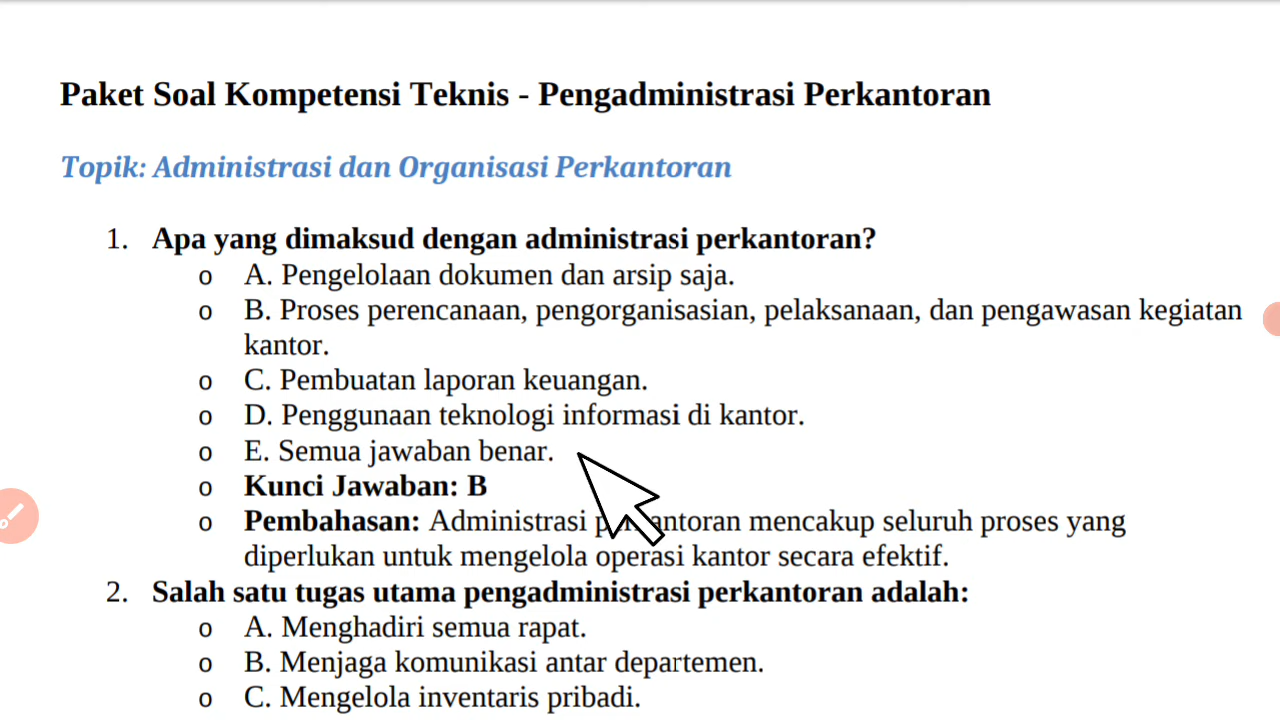 Paket Soal Kompetensi Teknis - Pengadministrasi Perkantoran
Topik: Administrasi dan Organisasi Perkantoran
1. Apa yang dimaksud dengan administrasi perkantoran?
o A. Pengelolaan dokumen dan arsip saja.
o B. Proses perencanaan, pengorganisasian, pelaksanaan, dan pengawasan kegiatan
kantor.
o C. Pembuatan laporan keuangan.
o D. Penggunaan teknologi informasi di kantor.
o E. Semua jawaban benar.
o Kunci Jawaban: B
o Pembahasan: Administrasi perkantoran mencakup seluruh proses yang
diperlukan untuk mengelola operasi kantor secara efektif.
2. Salah satu tugas utama pengadministrasi perkantoran adalah:
o A. Menghadiri semua rapat.
o B. Menjaga komunikasi antar departemen.
o C. Mengelola inventaris pribadi.